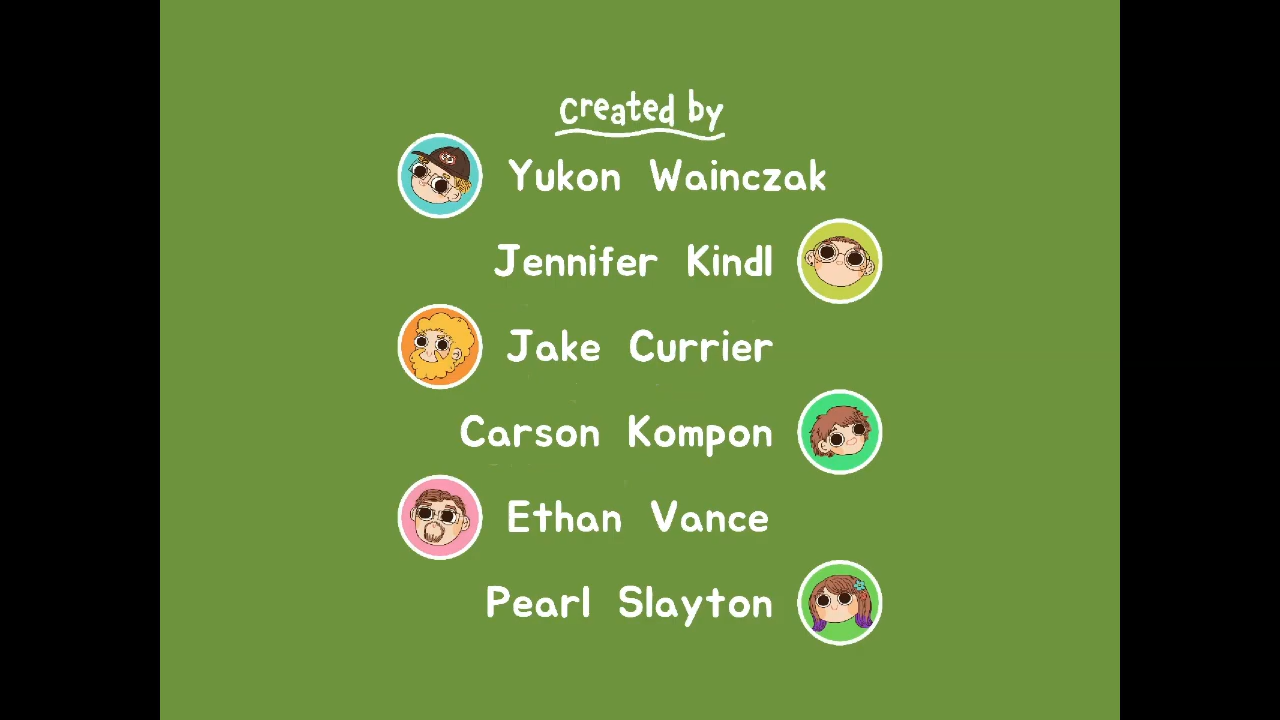 created by
Yukon Wainczak
Jennifer Kindl
Jake Currier
Carson Kompon
Ethan Vance
Pearl Slayton